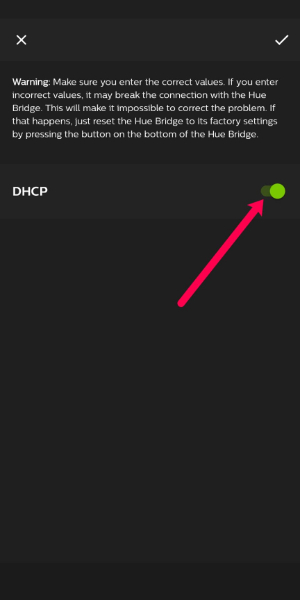 Warning: Make sure you enter the correct values. If you enter
incorrect values, it may break the connection with the Hue
Bridge. This will make it impossible to correct the problem. If
that happens, just reset the Hue Bridge to its factory settings
by pressing the button on the bottom of the Hue Bridge.
DHCP